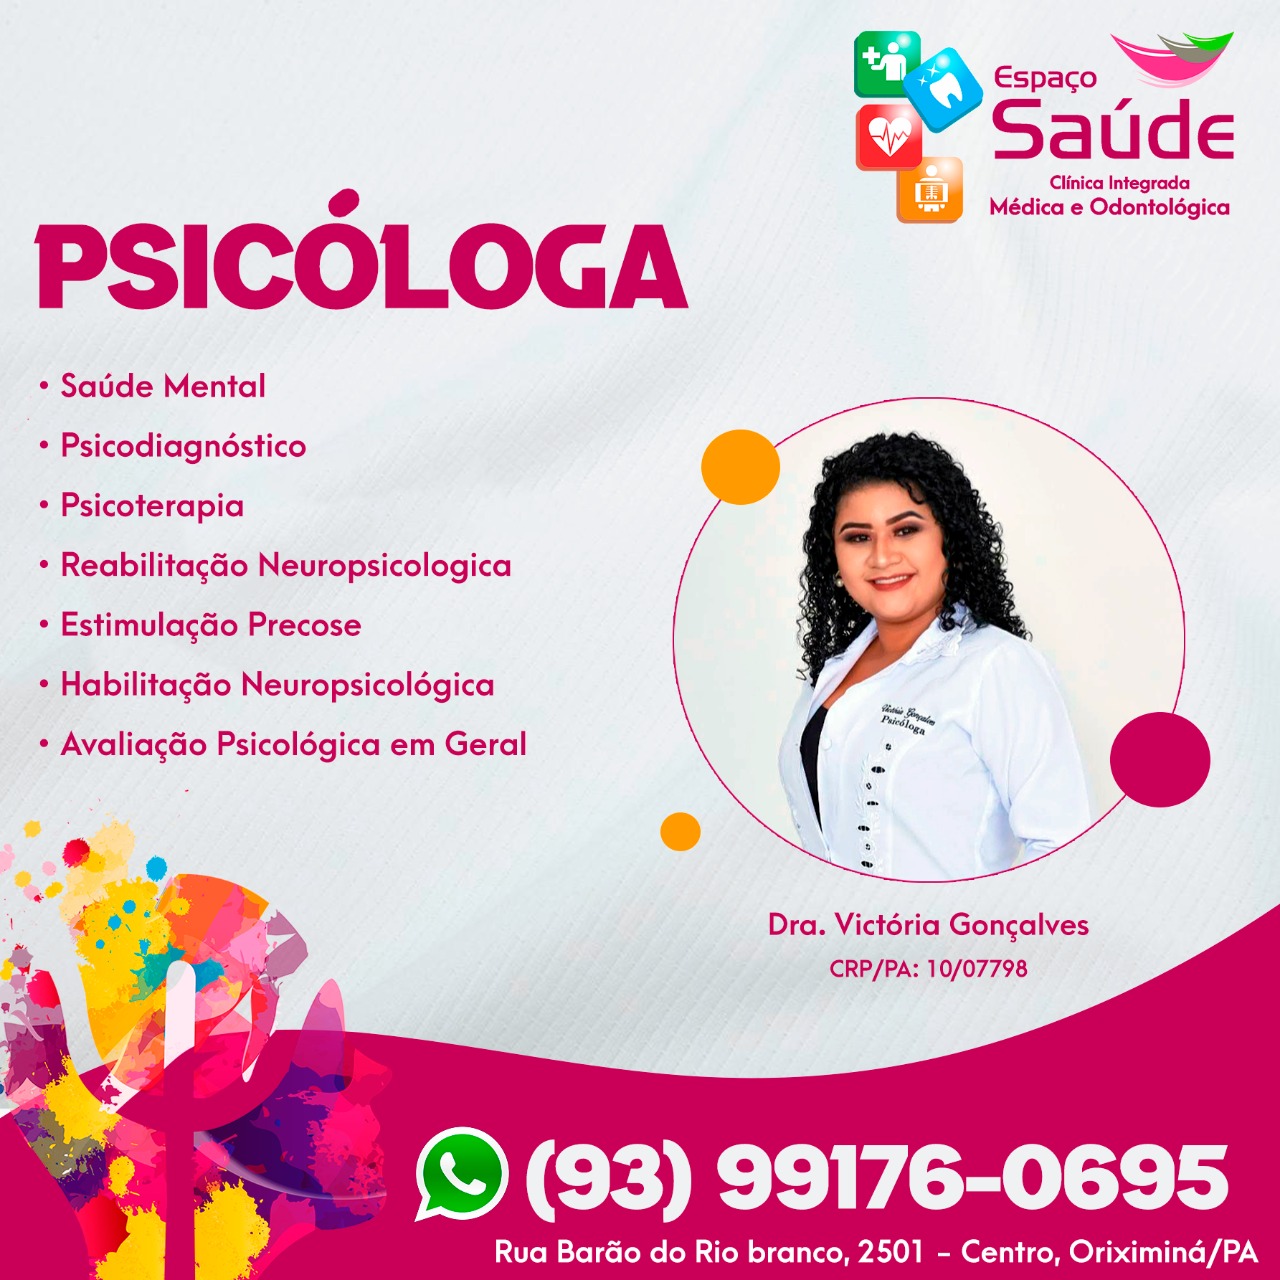 Espaço
Saúde
Clínica Integrada
Médica e Odontológica
PSICÓLOGA
• Saúde Mental
• Psicodiagnóstico
• Psicoterapia
• Reabilitação Neuropsicologica
• Estimulação Precose
• Habilitação Neuropsicológica
• Avaliação Psicológica em Geral
Victória Gonçalves
Psicóloga
Dra. Victória Gonçalves
CRP/PA: 10/07798
(93) 99176-0695
Rua Barão do Rio branco, 2501 - Centro, Oriximiná/PA